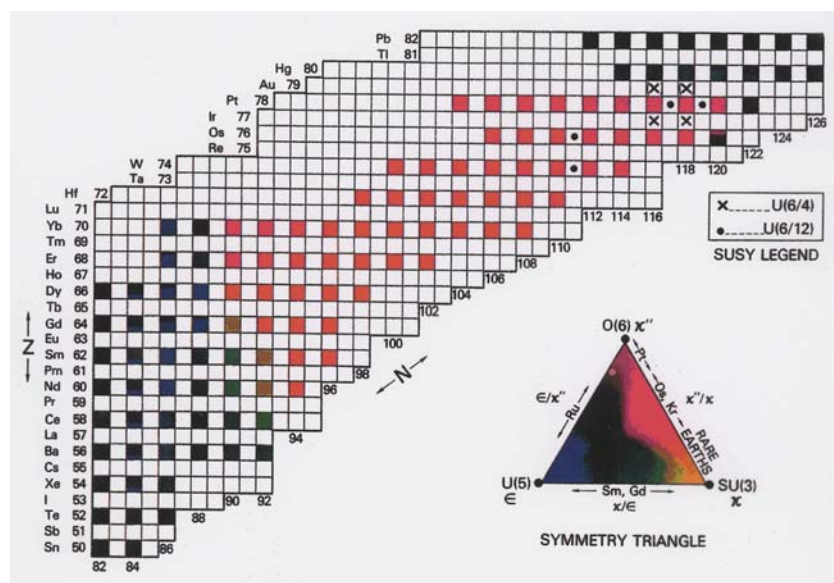 Pb 82
Tl 81
Hg 80
Au 79
Pt 78
Ir 77
Os 76
Re 75
W 74
Ta 73
Hf 72
Lu 71
Yb 70
Tm 69
Er 68
Ho 67
Dy 66
Tb 65
Gd 64
Eu 63
Sm 62
Pm 61
Nd 60
Pr 59
Ce 58
La 57
Ba 56
Cs 55
Xe 54
I 53
Te 52
Sb 51
Sn 50
82 84 86 88 90 92 94 96 98 100 102 104 106 108 110 112 114 116 118 120 122 124 126
← Z →
← N →
× U(6/4)
• U(6/12)
SUSY LEGEND
O(6) ϰ″
∈/ϰ″
Ru
Pt
Os, Kr
RARE EARTHS
ϰ″/ϰ
U(5)
∈
Sm, Gd
ϰ/∈
SU(3)
ϰ
SYMMETRY TRIANGLE